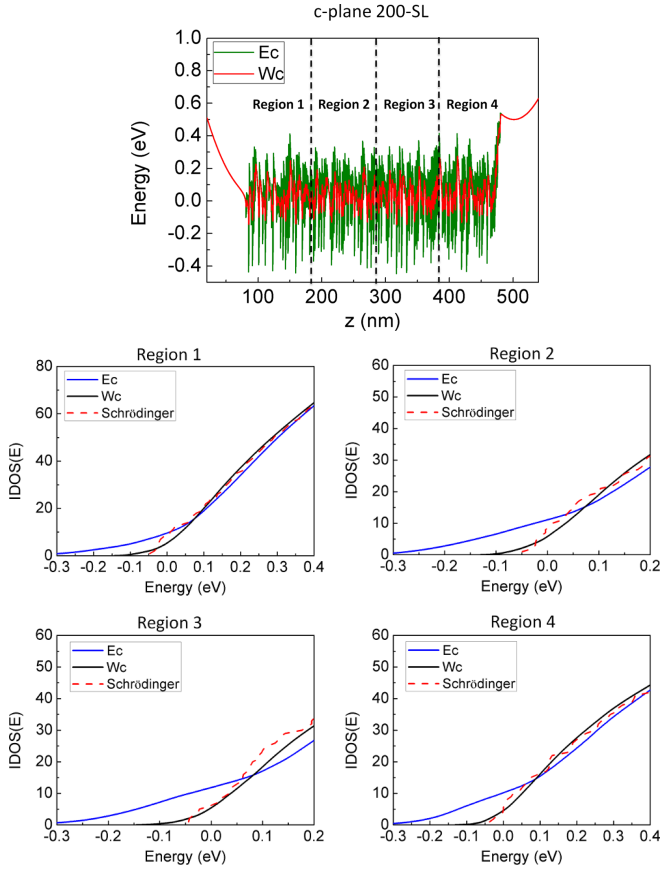 c-plane 200-SL
Ec
Wc
Region 1
Region 2
Region 3
Region 4
Energy (eV)
1.0
0.8
0.6
0.4
0.2
0.0
-0.2
-0.4
100 200 300 400 500
z (nm)
Region 1
Ec
Wc
Schrödinger
IDOS(E)
80
60
40
20
0
-0.3 -0.2 -0.1 0.0 0.1 0.2 0.3 0.4
Energy (eV)
Region 2
Ec
Wc
Schrödinger
IDOS(E)
60
50
40
30
20
10
0
-0.3 -0.2 -0.1 0.0 0.1 0.2
Energy (eV)
Region 3
Ec
Wc
Schrödinger
IDOS(E)
60
50
40
30
20
10
0
-0.3 -0.2 -0.1 0.0 0.1 0.2
Energy (eV)
Region 4
Ec
Wc
Schrödinger
IDOS(E)
60
50
40
30
20
10
0
-0.3 -0.2 -0.1 0.0 0.1 0.2 0.3 0.4
Energy (eV)